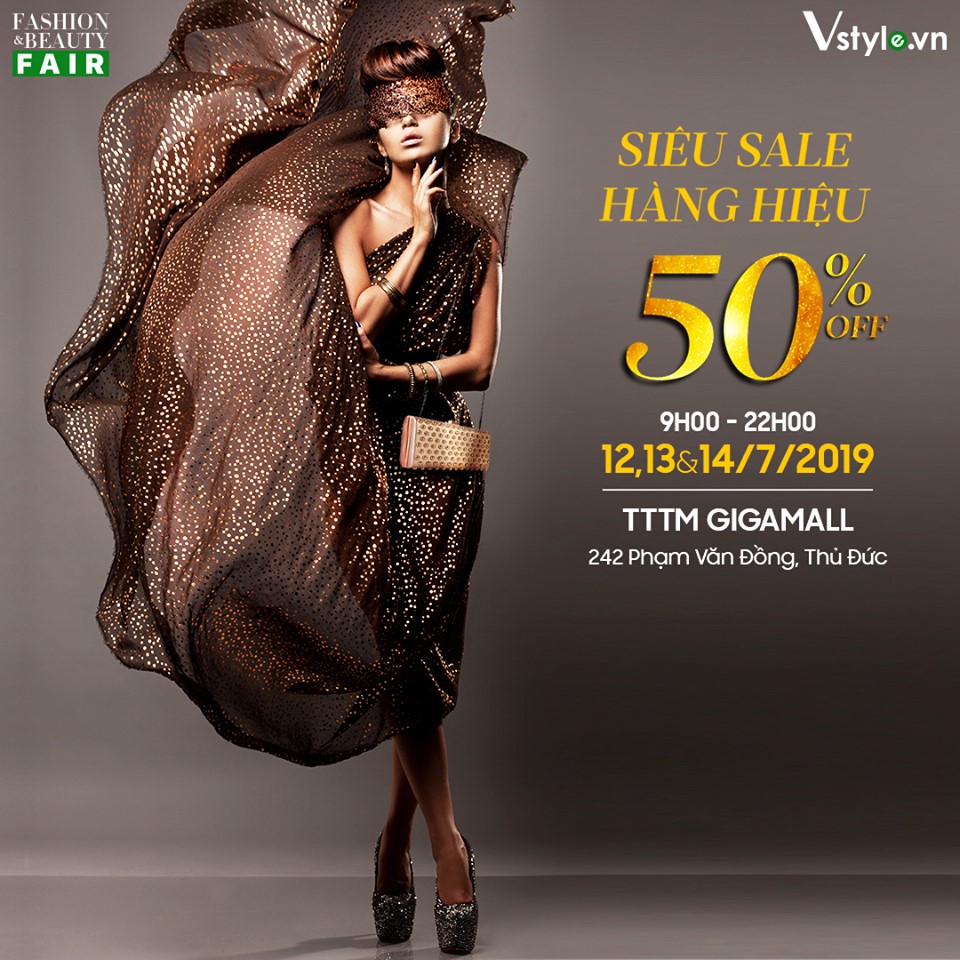 FASHION
&BEAUTY
FAIR
Vstyle.vn
SIÊU SALE
HÀNG HIỆU
50% OFF
9H00 - 22H00
12,13&14/7/2019
TTTM GIGAMALL
242 Phạm Văn Đồng, Thủ Đức